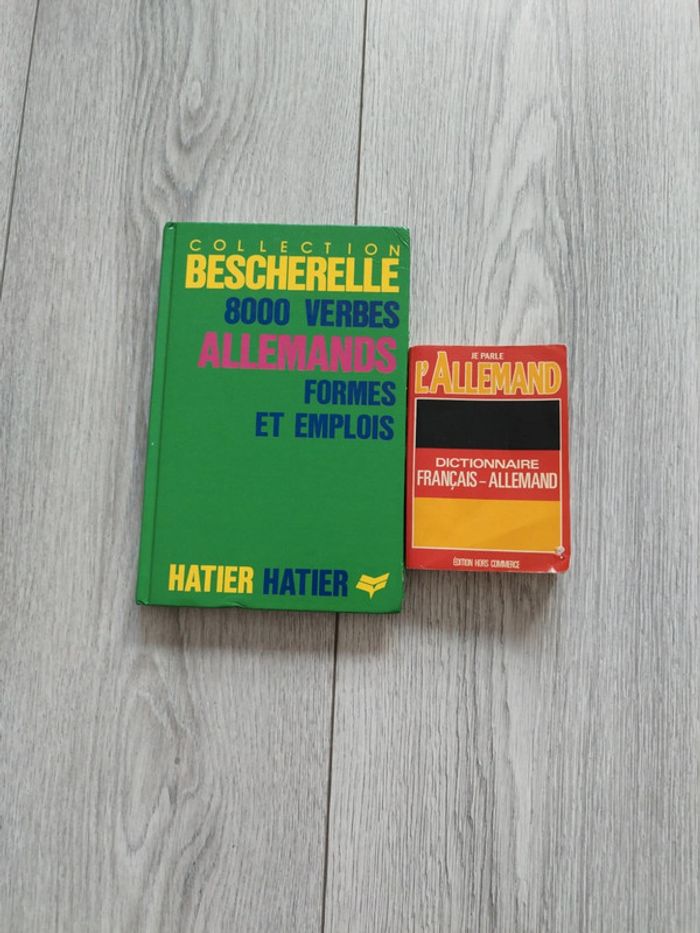 COLLECTION
BESCHERELLE
8000 VERBES
ALLEMANDS
FORMES
ET EMPLOIS
HATIER HATIER
JE PARLE
L'ALLEMAND
DICTIONNAIRE
FRANÇAIS - ALLEMAND
ÉDITION HORS COMMERCE